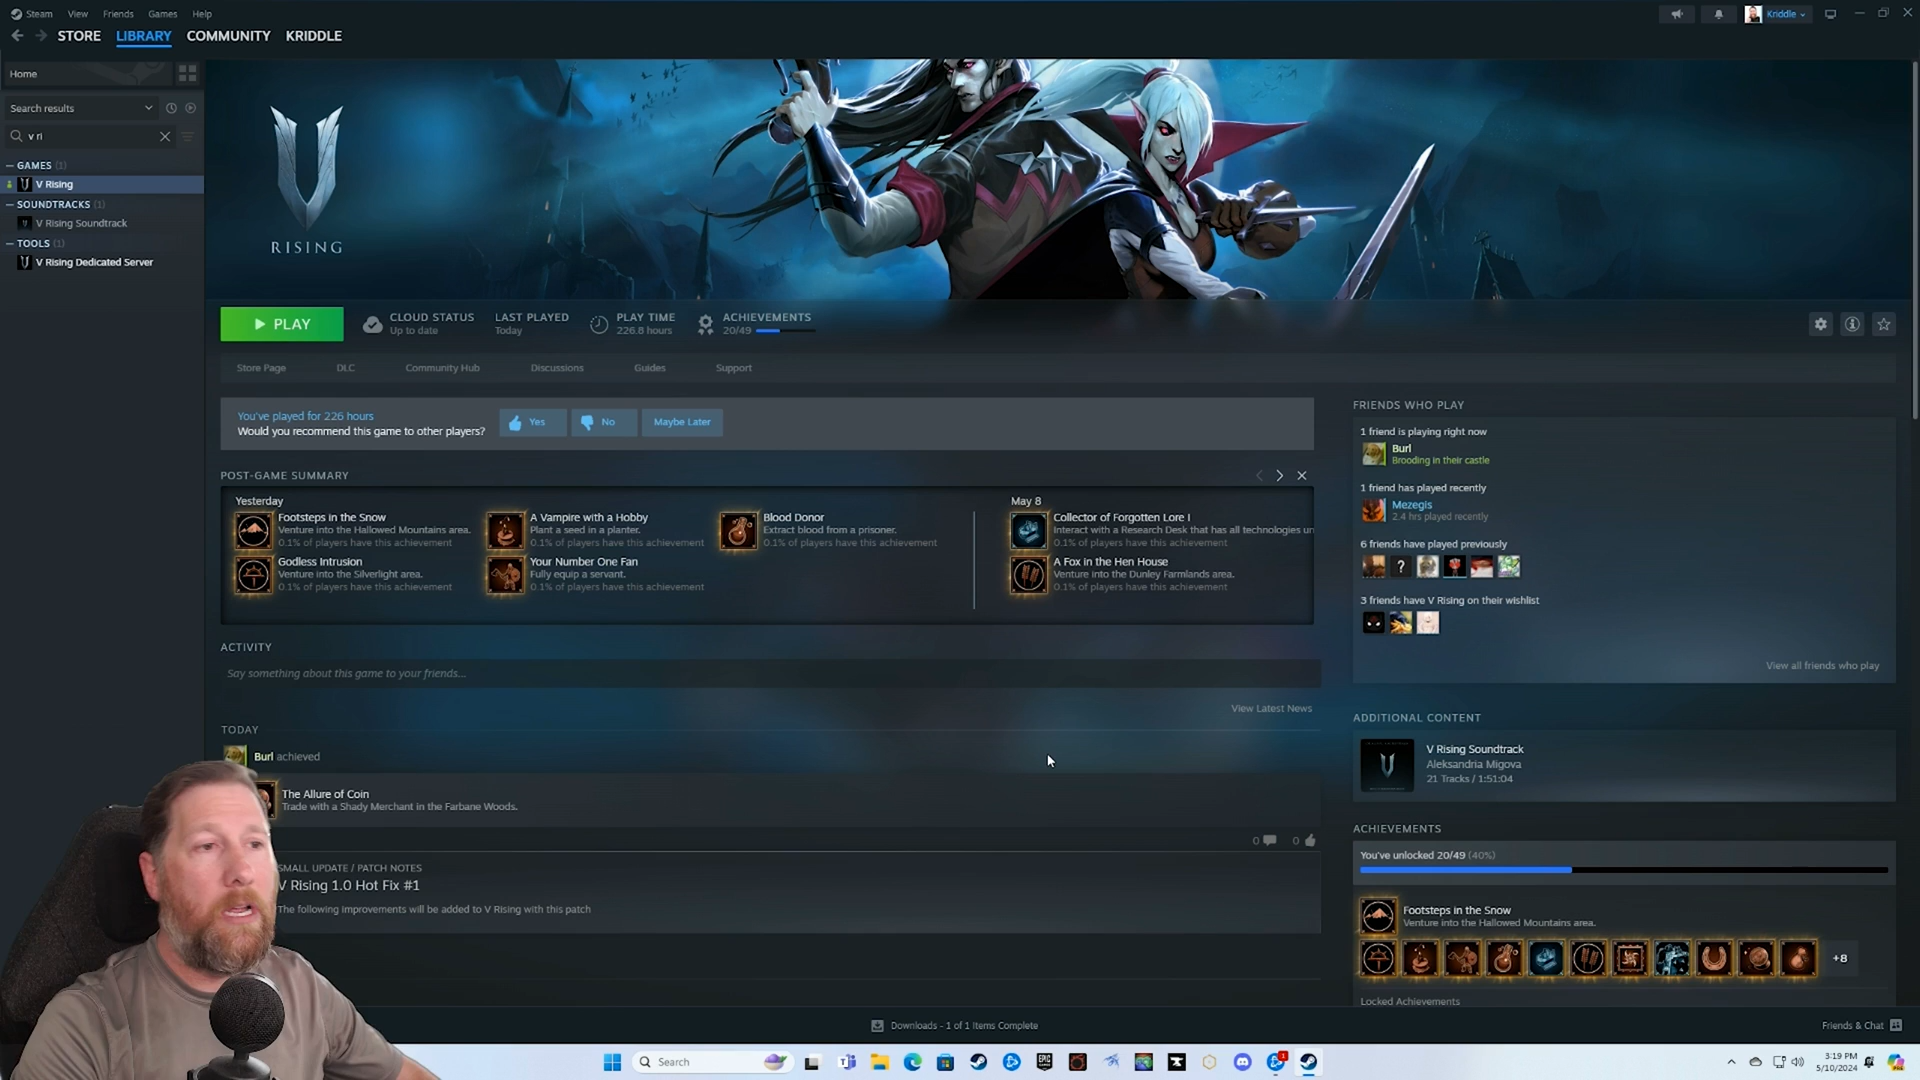 Steam View Friends Games Help
Kriddle
STORE LIBRARY COMMUNITY KRIDDLE
Home
Search results
v ri
— GAMES (1)
V Rising
— SOUNDTRACKS (1)
V Rising Soundtrack
— TOOLS (1)
V Rising Dedicated Server
V
RISING
PLAY
CLOUD STATUS
Up to date
LAST PLAYED
Today
PLAY TIME
226.8 hours
ACHIEVEMENTS
20/49
Store Page DLC Community Hub Discussions Guides Support
You've played for 226 hours
Would you recommend this game to other players?
Yes No Maybe Later
POST-GAME SUMMARY
Yesterday
Footsteps in the Snow
Venture into the Hallowed Mountains area.
0.1% of players have this achievement
Godless Intrusion
Venture into the Silverlight area.
0.1% of players have this achievement
A Vampire with a Hobby
Plant a seed in a planter.
0.1% of players have this achievement
Your Number One Fan
Fully equip a servant.
0.1% of players have this achievement
Blood Donor
Extract blood from a prisoner.
0.1% of players have this achievement
May 8
Collector of Forgotten Lore I
Interact with a Research Desk that has all technologies un
0.1% of players have this achievement
A Fox in the Hen House
Venture into the Dunley Farmlands area.
0.1% of players have this achievement
ACTIVITY
Say something about this game to your friends...
View Latest News
TODAY
Burl achieved
The Allure of Coin
Trade with a Shady Merchant in the Farbane Woods.
0 0
SMALL UPDATE / PATCH NOTES
V Rising 1.0 Hot Fix #1
The following improvements will be added to V Rising with this patch
FRIENDS WHO PLAY
1 friend is playing right now
Burl
Brooding in their castle
1 friend has played recently
Mezegis
2.4 hrs played recently
6 friends have played previously
?
3 friends have V Rising on their wishlist
View all friends who play
ADDITIONAL CONTENT
V Rising Soundtrack
Aleksandria Migova
21 Tracks / 1:51:04
ACHIEVEMENTS
You've unlocked 20/49 (40%)
Footsteps in the Snow
Venture into the Hallowed Mountains area.
+8
Locked Achievements
Downloads - 1 of 1 Items Complete
Friends & Chat
Search
1
3:19 PM
5/10/2024